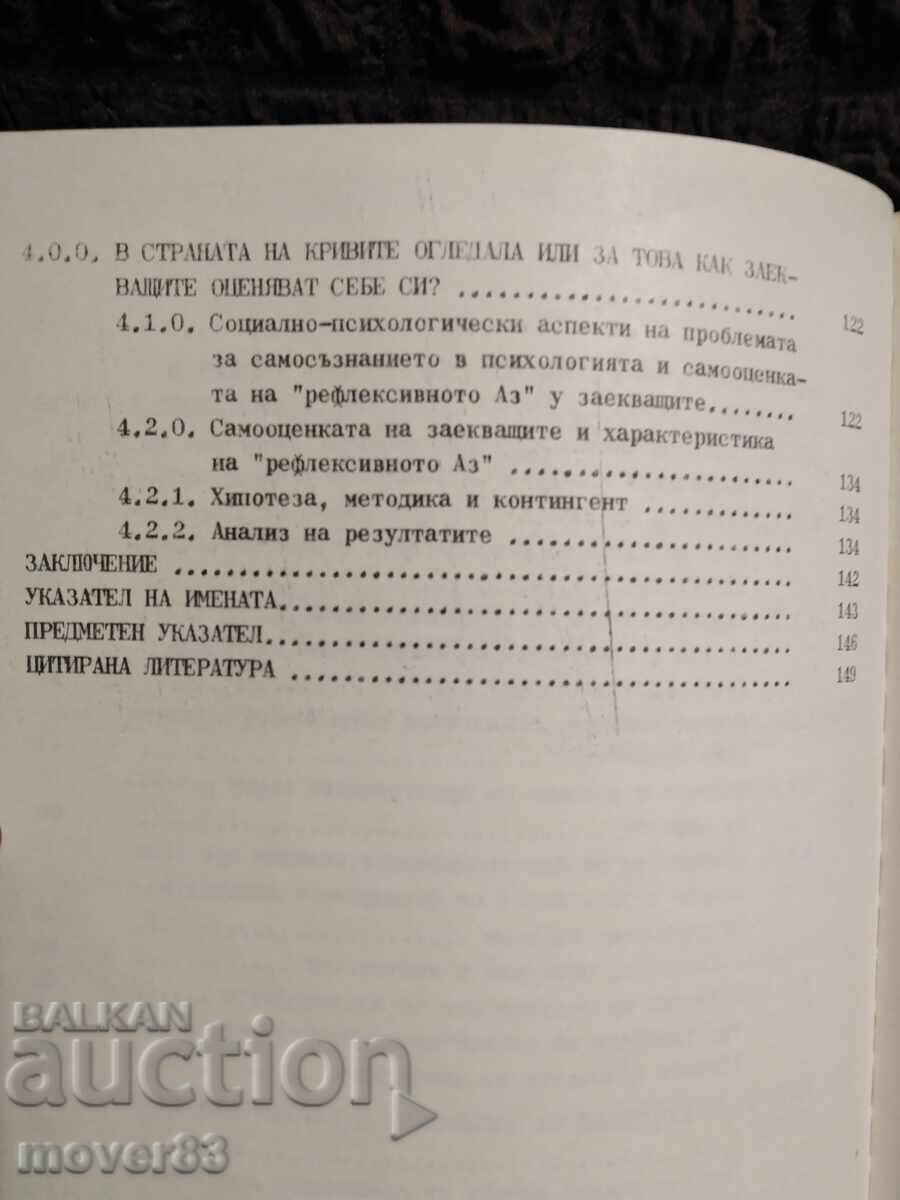 4.0.0. В СТРАНАТА НА КРИВИТЕ ОГЛЕДАЛА ИЛИ ЗА ТОВА КАК ЗАЕК-
ВАЩИТЕ ОЦЕНЯВАТ СЕБЕ СИ? .............................. 122
4.1.0. Социално-психологически аспекти на проблемата
за самосъзнанието в психологията и самооценка-
та на "рефлексивното Аз" у заекващите........ 122
4.2.0. Самооценката на заекващите и характеристика
на "рефлексивното Аз" ......................... 134
4.2.1. Хипотеза, методика и контингент ............. 134
4.2.2. Анализ на резултатите ......................... 134
ЗАКЛЮЧЕНИЕ ....................................................... 142
УКАЗАТЕЛ НА ИМЕНАТА............................................. 143
ПРЕДМЕТЕН УКАЗАТЕЛ.............................................. 146
ЦИТИРАНА ЛИТЕРАТУРА ............................................ 149
BALKAN
auction
mover83